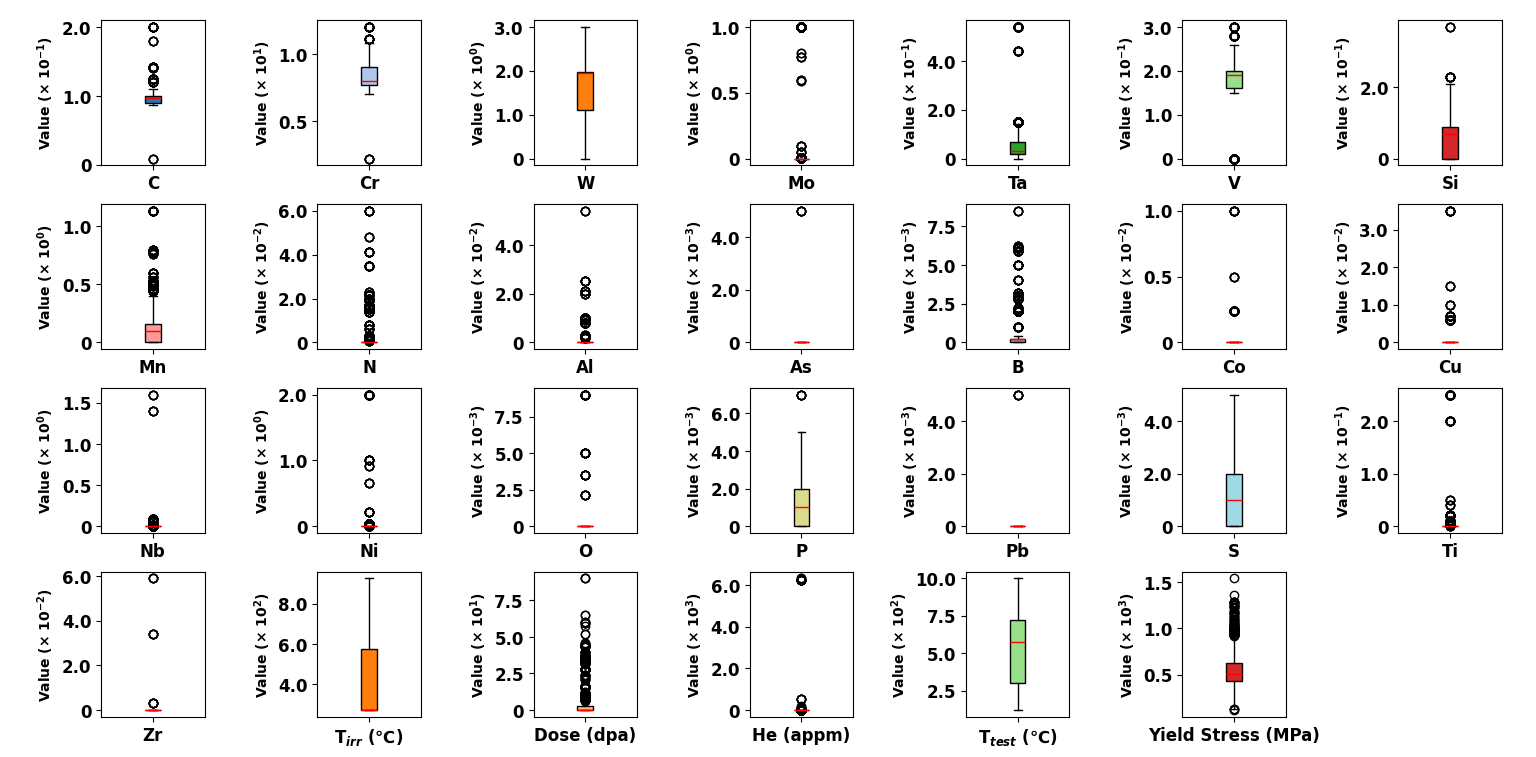 Value (× 10⁻¹)
2.0
1.0
0
C
Value (× 10¹)
1.0
0.5
Cr
Value (× 10⁰)
3.0
2.0
1.0
0
W
Value (× 10⁰)
1.0
0.5
0
Mo
Value (× 10⁻¹)
4.0
2.0
0
Ta
Value (× 10⁻¹)
3.0
2.0
1.0
0
V
Value (× 10⁻¹)
2.0
0
Si
Value (× 10⁰)
1.0
0.5
0
Mn
Value (× 10⁻²)
6.0
4.0
2.0
0
N
Value (× 10⁻²)
4.0
2.0
0
Al
Value (× 10⁻³)
4.0
2.0
0
As
Value (× 10⁻³)
7.5
5.0
2.5
0
B
Value (× 10⁻²)
1.0
0.5
0
Co
Value (× 10⁻²)
3.0
2.0
1.0
0
Cu
Value (× 10⁰)
1.5
1.0
0.5
0
Nb
Value (× 10⁰)
2.0
1.0
0
Ni
Value (× 10⁻³)
7.5
5.0
2.5
0
O
Value (× 10⁻³)
6.0
4.0
2.0
0
P
Value (× 10⁻³)
4.0
2.0
0
Pb
Value (× 10⁻³)
4.0
2.0
0
S
Value (× 10⁻¹)
2.0
1.0
0
Ti
Value (× 10⁻²)
6.0
4.0
2.0
0
Zr
Value (× 10²)
8.0
6.0
4.0
T_irr (°C)
Value (× 10¹)
7.5
5.0
2.5
0
Dose (dpa)
Value (× 10³)
6.0
4.0
2.0
0
He (appm)
Value (× 10²)
10.0
7.5
5.0
2.5
T_test (°C)
Value (× 10³)
1.5
1.0
0.5
Yield Stress (MPa)